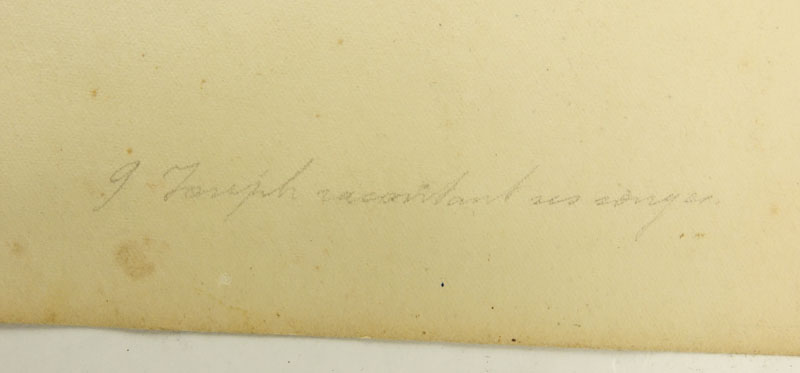 9 Joseph racontant ses songes.